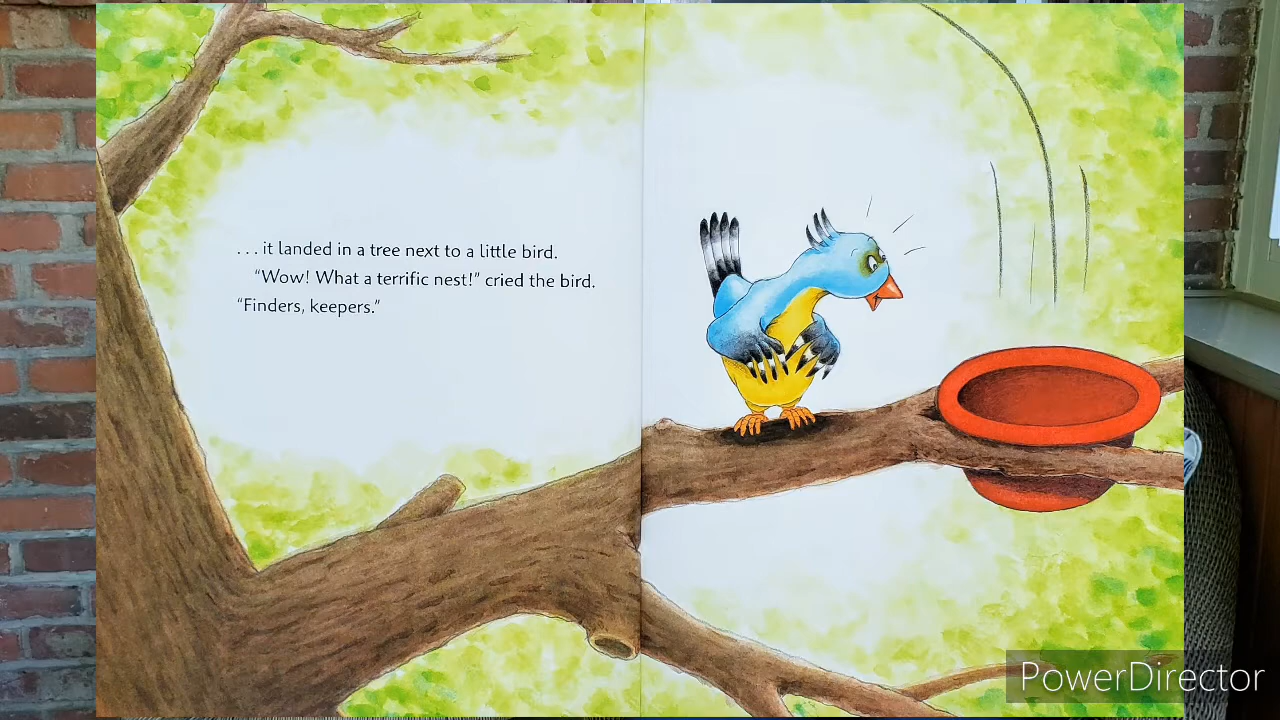 . . . it landed in a tree next to a little bird.
“Wow! What a terrific nest!” cried the bird.
“Finders, keepers.”
PowerDirector